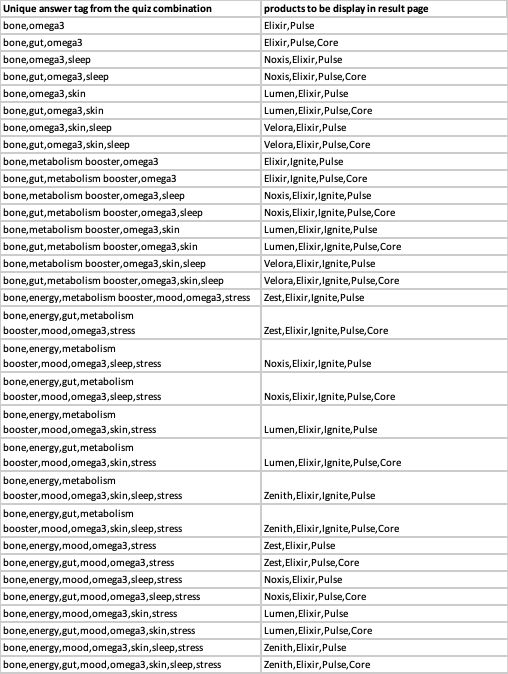 Unique answer tag from the quiz combination products to be display in result page
bone,omega3 Elixir,Pulse
bone,gut,omega3 Elixir,Pulse,Core
bone,omega3,sleep Noxis,Elixir,Pulse
bone,gut,omega3,sleep Noxis,Elixir,Pulse,Core
bone,omega3,skin Lumen,Elixir,Pulse
bone,gut,omega3,skin Lumen,Elixir,Pulse,Core
bone,omega3,skin,sleep Velora,Elixir,Pulse
bone,gut,omega3,skin,sleep Velora,Elixir,Pulse,Core
bone,metabolism booster,omega3 Elixir,Ignite,Pulse
bone,gut,metabolism booster,omega3 Elixir,Ignite,Pulse,Core
bone,metabolism booster,omega3,sleep Noxis,Elixir,Ignite,Pulse
bone,gut,metabolism booster,omega3,sleep Noxis,Elixir,Ignite,Pulse,Core
bone,metabolism booster,omega3,skin Lumen,Elixir,Ignite,Pulse
bone,gut,metabolism booster,omega3,skin Lumen,Elixir,Ignite,Pulse,Core
bone,metabolism booster,omega3,skin,sleep Velora,Elixir,Ignite,Pulse
bone,gut,metabolism booster,omega3,skin,sleep Velora,Elixir,Ignite,Pulse,Core
bone,energy,metabolism booster,mood,omega3,stress Zest,Elixir,Ignite,Pulse
bone,energy,gut,metabolism
booster,mood,omega3,stress Zest,Elixir,Ignite,Pulse,Core
bone,energy,metabolism
booster,mood,omega3,sleep,stress Noxis,Elixir,Ignite,Pulse
bone,energy,gut,metabolism
booster,mood,omega3,sleep,stress Noxis,Elixir,Ignite,Pulse,Core
bone,energy,metabolism
booster,mood,omega3,skin,stress Lumen,Elixir,Ignite,Pulse
bone,energy,gut,metabolism
booster,mood,omega3,skin,stress Lumen,Elixir,Ignite,Pulse,Core
bone,energy,metabolism
booster,mood,omega3,skin,sleep,stress Zenith,Elixir,Ignite,Pulse
bone,energy,gut,metabolism
booster,mood,omega3,skin,sleep,stress Zenith,Elixir,Ignite,Pulse,Core
bone,energy,mood,omega3,stress Zest,Elixir,Pulse
bone,energy,gut,mood,omega3,stress Zest,Elixir,Pulse,Core
bone,energy,mood,omega3,sleep,stress Noxis,Elixir,Pulse
bone,energy,gut,mood,omega3,sleep,stress Noxis,Elixir,Pulse,Core
bone,energy,mood,omega3,skin,stress Lumen,Elixir,Pulse
bone,energy,gut,mood,omega3,skin,stress Lumen,Elixir,Pulse,Core
bone,energy,mood,omega3,skin,sleep,stress Zenith,Elixir,Pulse
bone,energy,gut,mood,omega3,skin,sleep,stress Zenith,Elixir,Pulse,Core